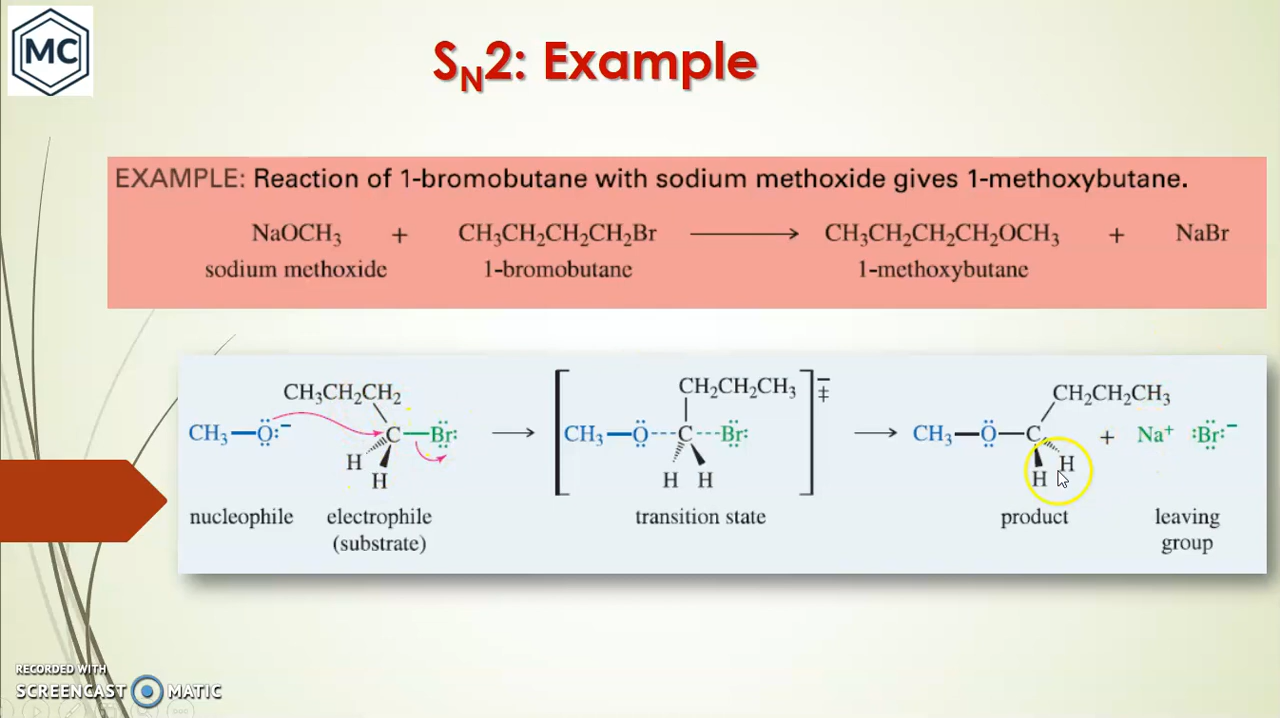 MC
S_N2: Example
EXAMPLE: Reaction of 1-bromobutane with sodium methoxide gives 1-methoxybutane.
NaOCH₃ + CH₃CH₂CH₂CH₂Br ⟶ CH₃CH₂CH₂CH₂OCH₃ + NaBr
sodium methoxide 1-bromobutane 1-methoxybutane
CH₃CH₂CH₂ CH₂CH₂CH₃ ‡ CH₂CH₂CH₃
CH₃—Ö:⁻ C—Br: ⟶ [CH₃—Ö---C---Br:] ⟶ CH₃—Ö—C + Na⁺ :Br:⁻
H H H H
H H
nucleophile electrophile transition state product leaving
(substrate) group
RECORDED WITH
SCREENCAST MATIC